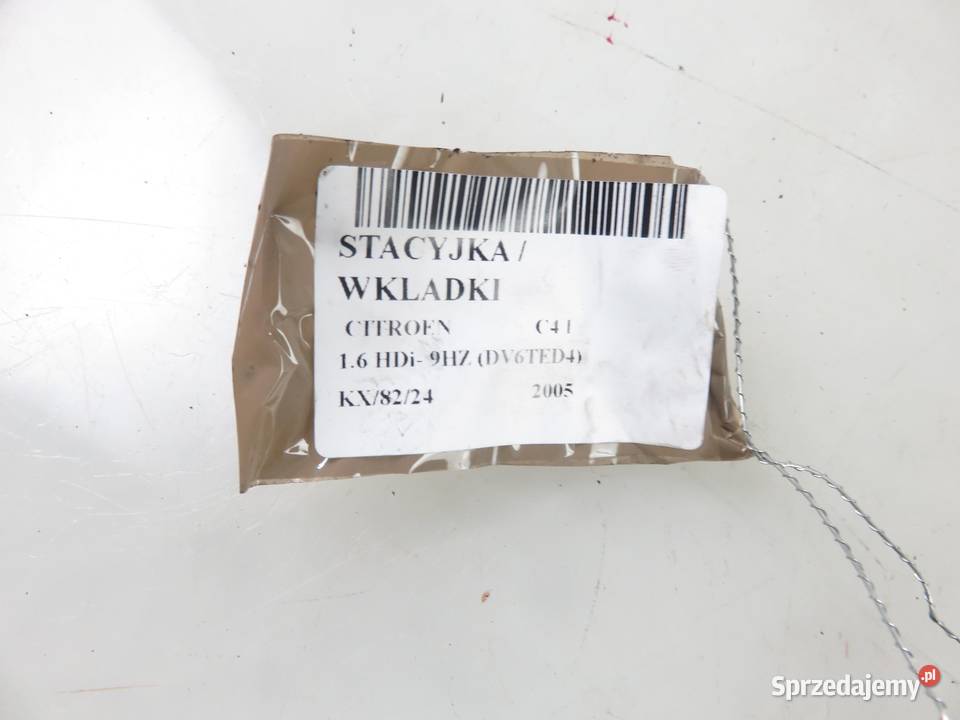 STACYJKA /
WKLADKI
CITROEN C4 I
1.6 HDi- 9HZ (DV6TED4)
KX/82/24 2005
Sprzedajemy.pl